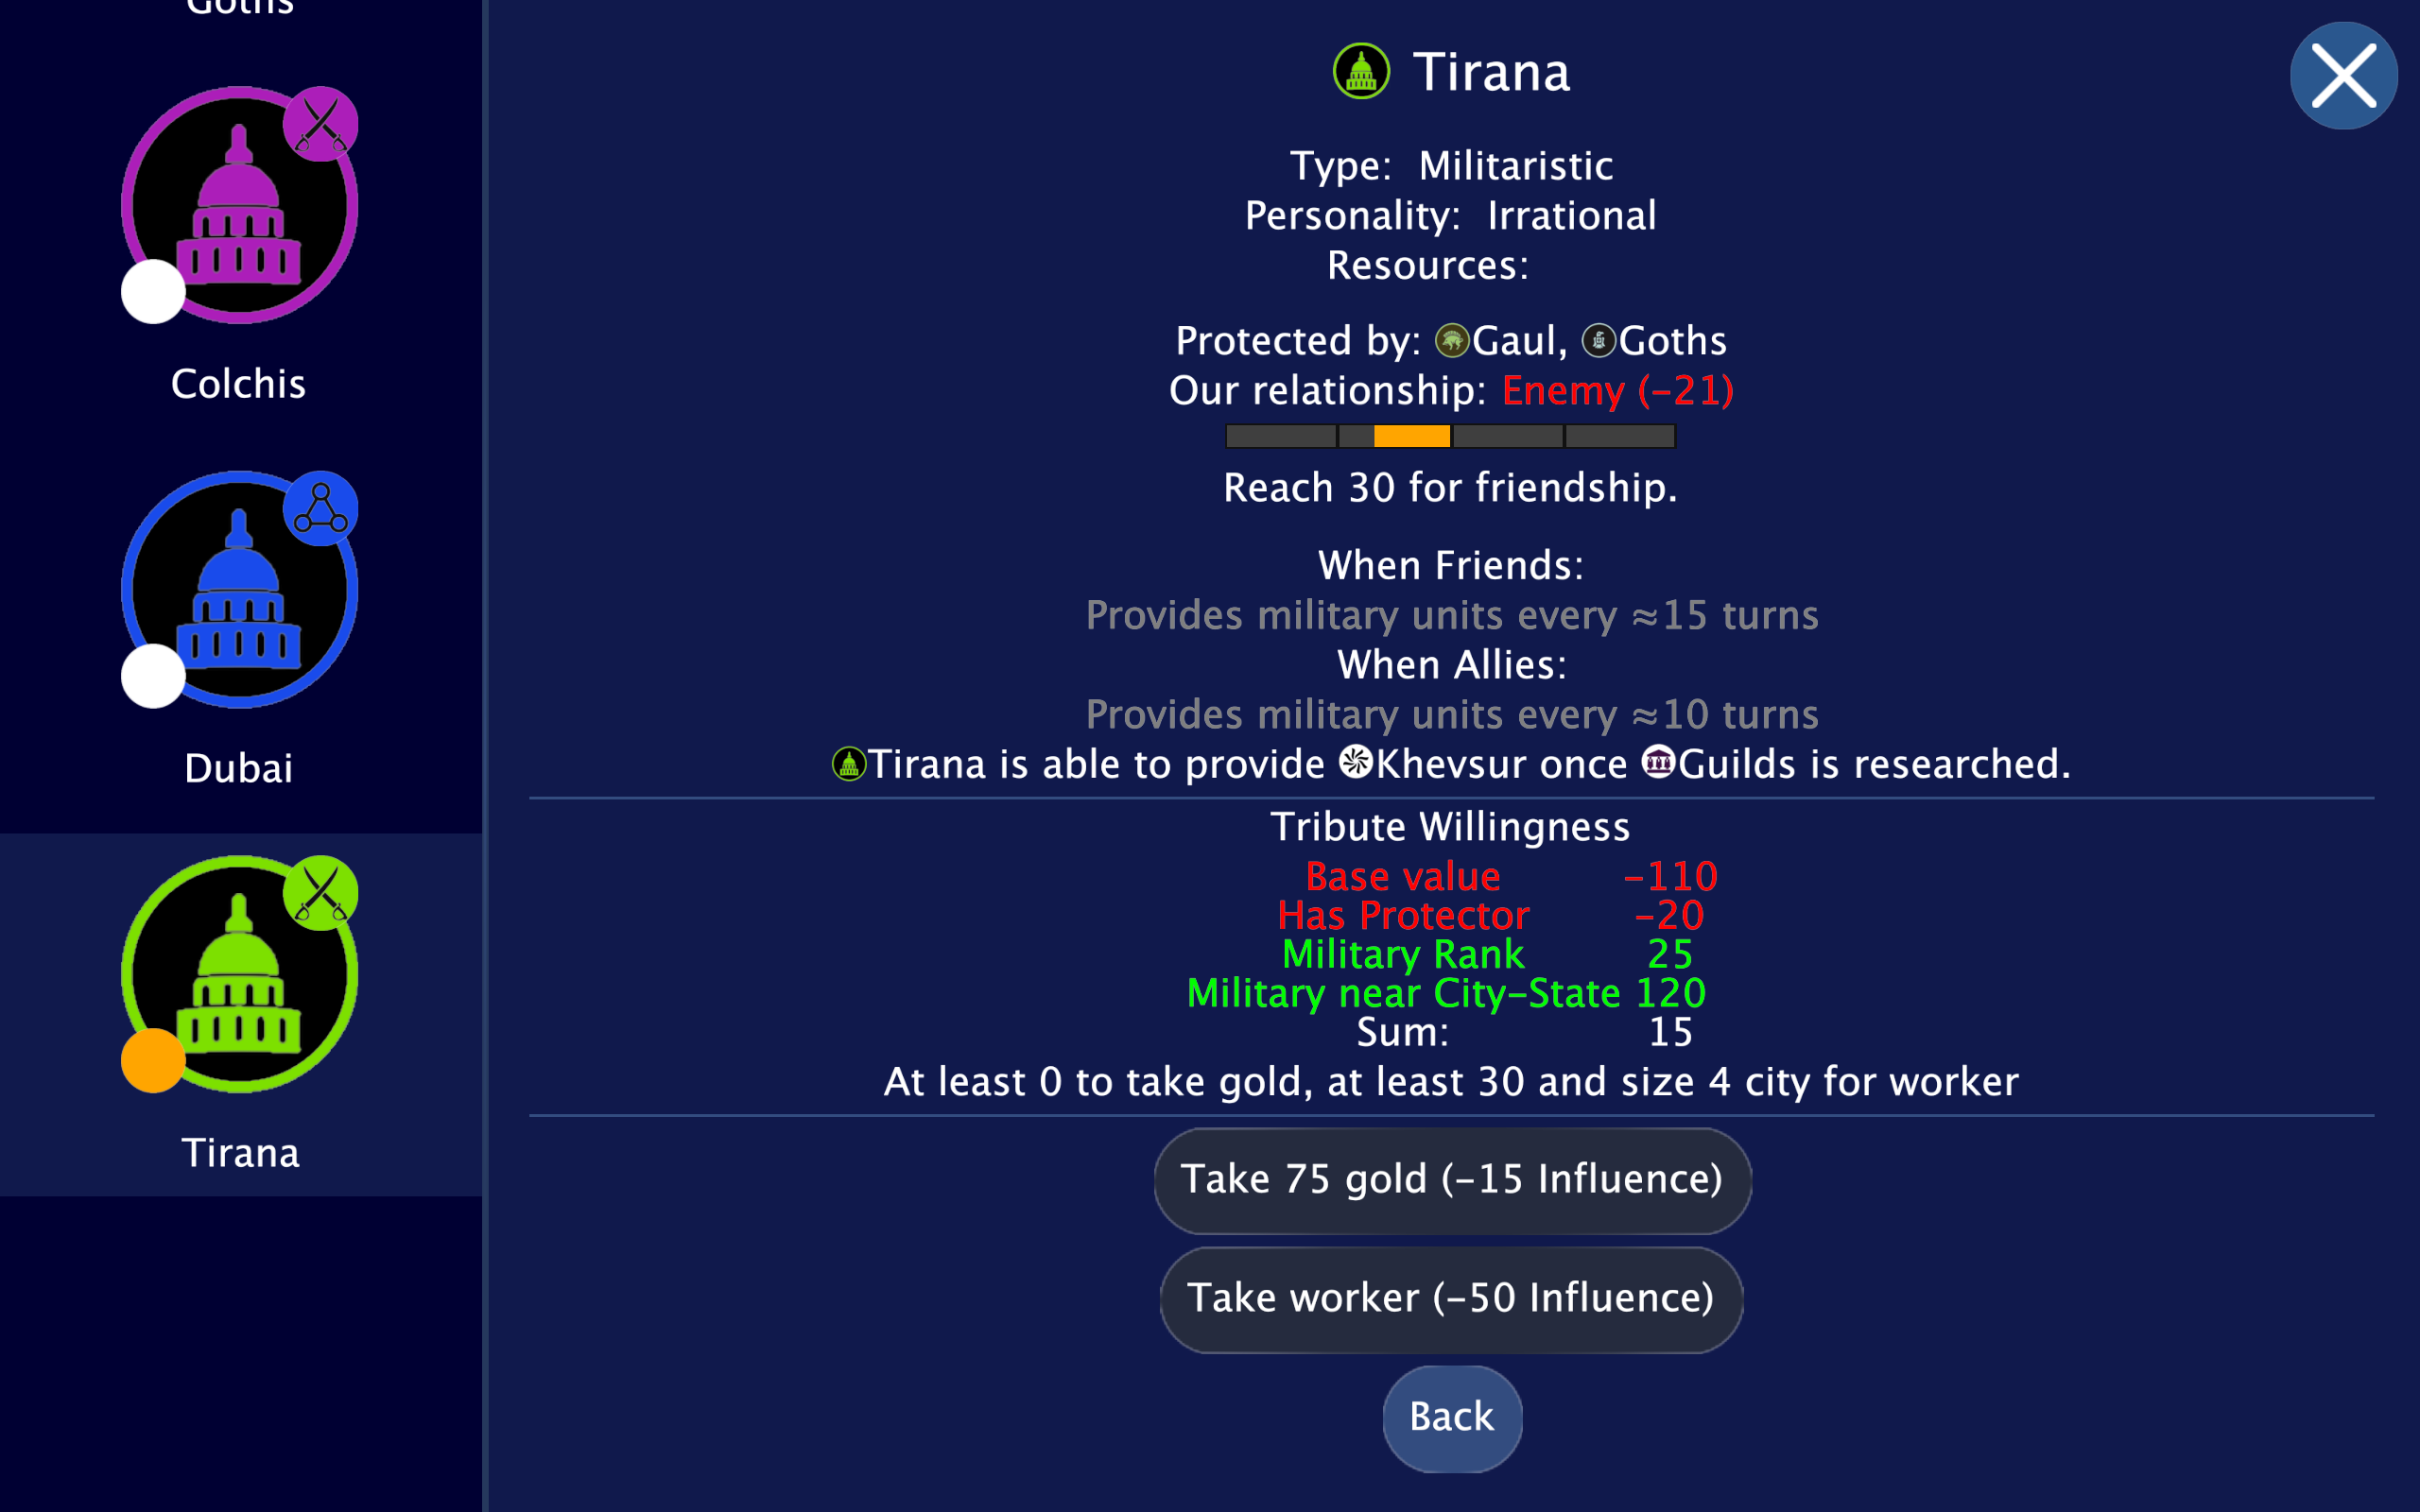 Goths
Colchis
Dubai
Tirana
Tirana
Type: Militaristic
Personality: Irrational
Resources:
Protected by: Gaul, Goths
Our relationship: Enemy (-21)
Reach 30 for friendship.
When Friends:
Provides military units every ≈15 turns
When Allies:
Provides military units every ≈10 turns
Tirana is able to provide Khevsur once Guilds is researched.
Tribute Willingness
Base value -110
Has Protector -20
Military Rank 25
Military near City-State 120
Sum: 15
At least 0 to take gold, at least 30 and size 4 city for worker
Take 75 gold (-15 Influence)
Take worker (-50 Influence)
Back